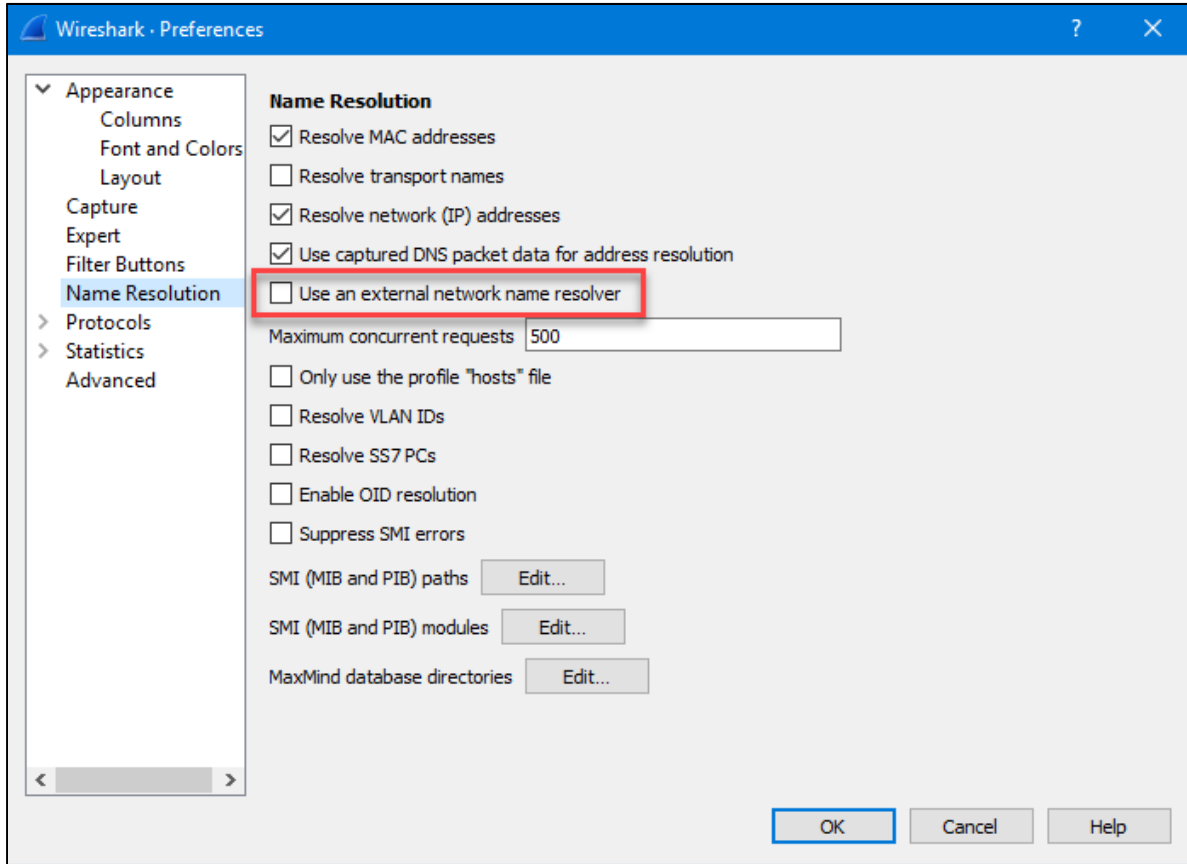 Wireshark · Preferences
?
Appearance
Columns
Font and Colors
Layout
Capture
Expert
Filter Buttons
Name Resolution
Protocols
Statistics
Advanced
Name Resolution
Resolve MAC addresses
Resolve transport names
Resolve network (IP) addresses
Use captured DNS packet data for address resolution
Use an external network name resolver
Maximum concurrent requests 500
Only use the profile "hosts" file
Resolve VLAN IDs
Resolve SS7 PCs
Enable OID resolution
Suppress SMI errors
SMI (MIB and PIB) paths Edit...
SMI (MIB and PIB) modules Edit...
MaxMind database directories Edit...
OK Cancel Help